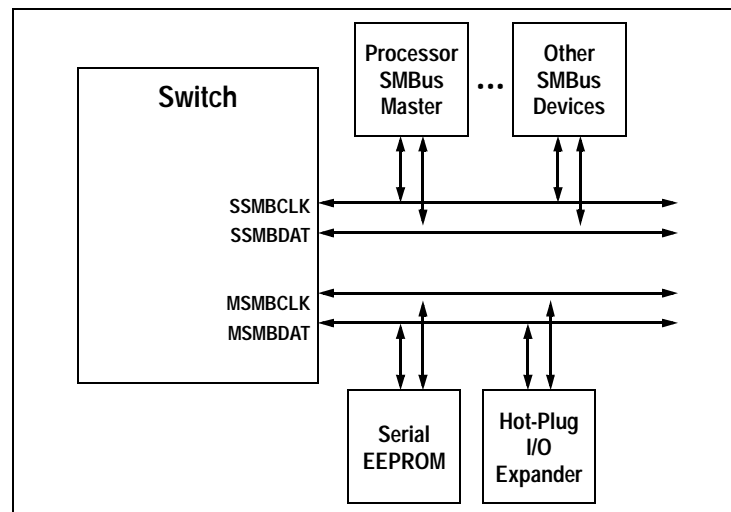 Switch
Processor
SMBus
Master
...
Other
SMBus
Devices
SSMBCLK
SSMBDAT
MSMBCLK
MSMBDAT
Serial
EEPROM
Hot-Plug
I/O
Expander